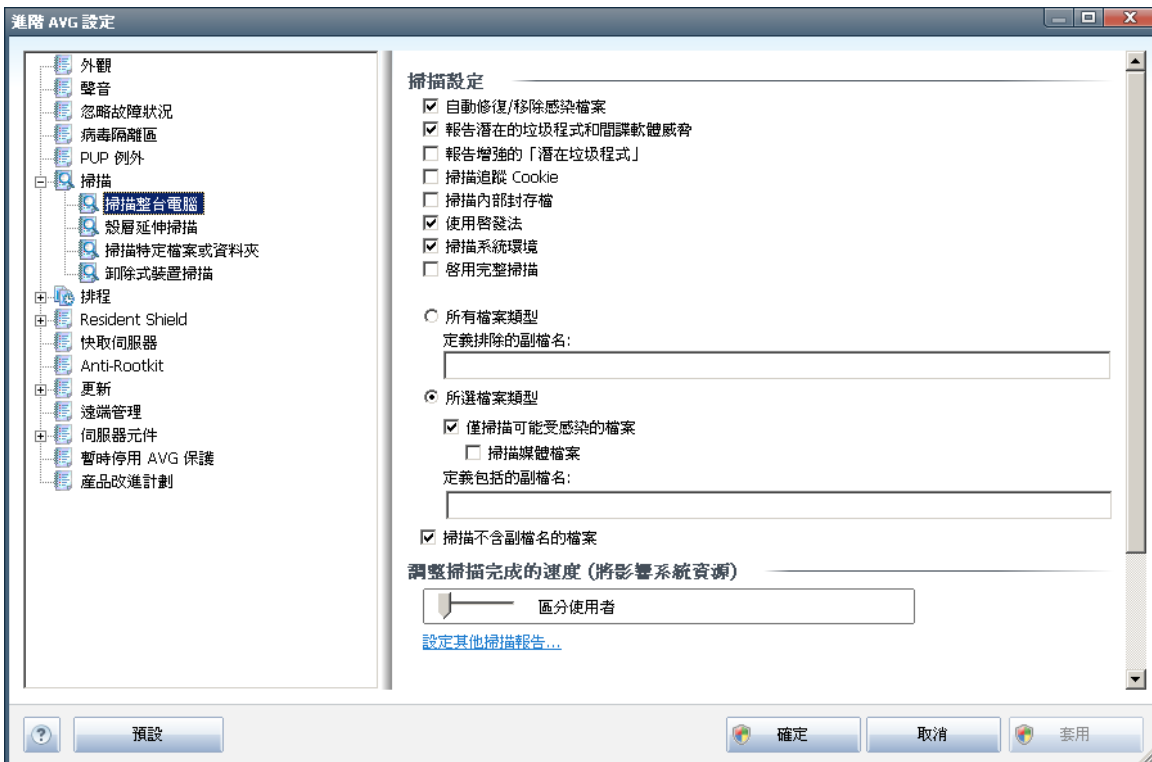 進階 AVG 設定
外觀
聲音
忽略故障狀況
病毒隔離區
PUP 例外
掃描
掃描整台電腦
殼層延伸掃描
掃描特定檔案或資料夾
卸除式裝置掃描
排程
Resident Shield
快取伺服器
Anti-Rootkit
更新
遠端管理
伺服器元件
暫時停用 AVG 保護
產品改進計劃
掃描設定
自動修復/移除感染檔案
報告潛在的垃圾程式和間諜軟體威脅
報告增強的「潛在垃圾程式」
掃描追蹤 Cookie
掃描內部封存檔
使用啓發法
掃描系統環境
啓用完整掃描
所有檔案類型
定義排除的副檔名:
所選檔案類型
僅掃描可能受感染的檔案
掃描媒體檔案
定義包括的副檔名:
掃描不含副檔名的檔案
調整掃描完成的速度 (將影響系統資源)
區分使用者
設定其他掃描報告...
預設
確定
取消
套用